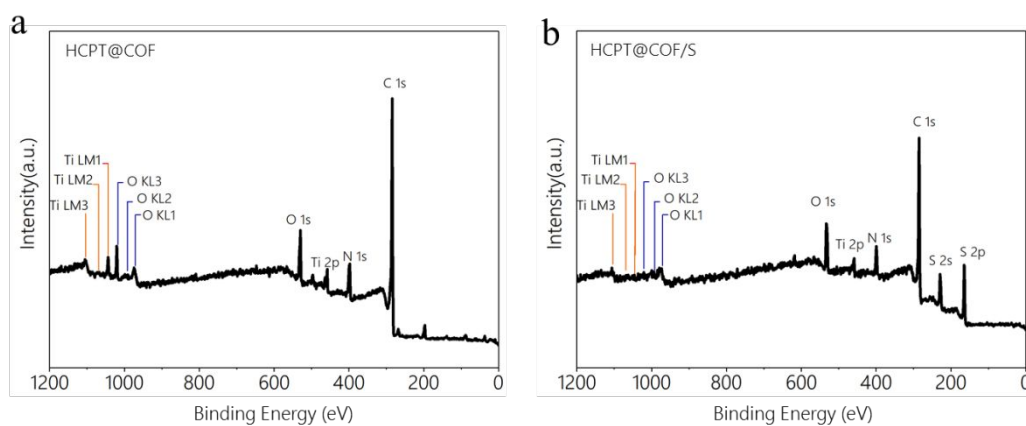 a
HCPT@COF
C 1s
Ti LM1
Ti LM2
Ti LM3
O KL3
O KL2
O KL1
O 1s
Ti 2p
N 1s
Intensity(a.u.)
1200 1000 800 600 400 200 0
Binding Energy (eV)
b
HCPT@COF/S
C 1s
Ti LM1
Ti LM2
Ti LM3
O KL3
O KL2
O KL1
O 1s
Ti 2p
N 1s
S 2s
S 2p
Intensity(a.u.)
1200 1000 800 600 400 200 0
Binding Energy (eV)